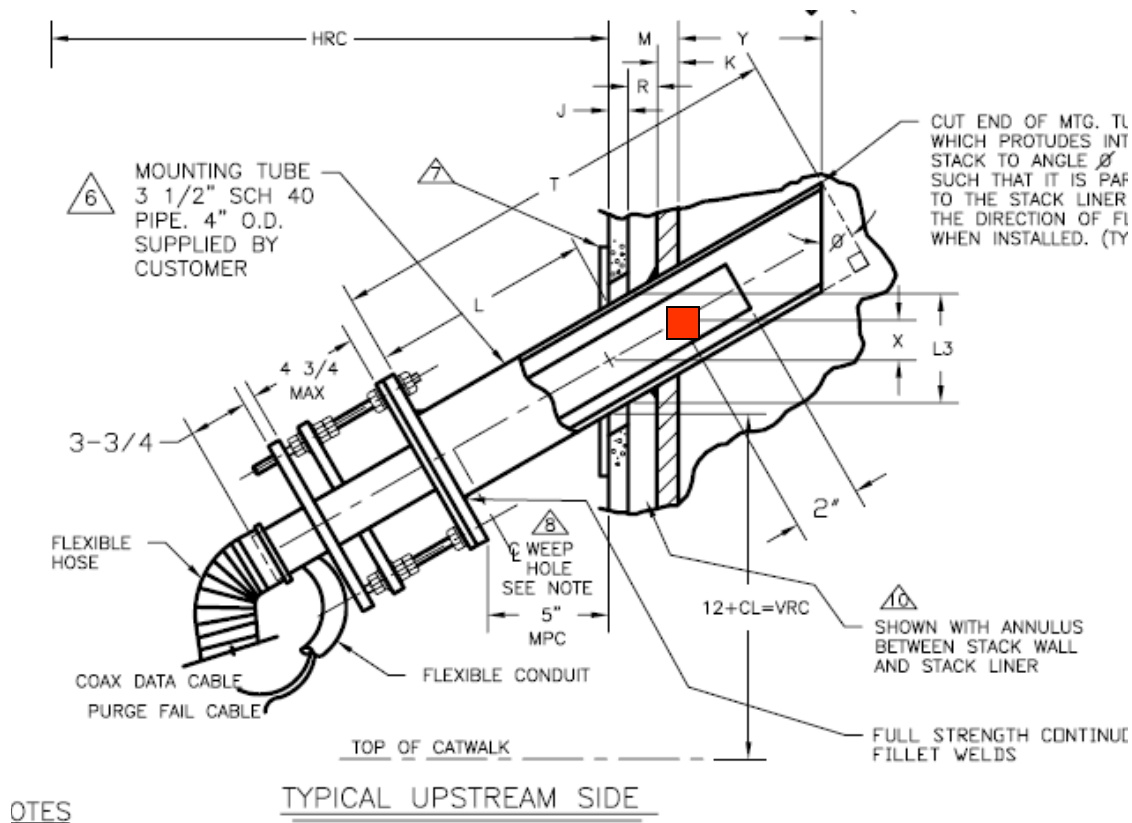 HRC
M
Y
K
R
J
CUT END OF MTG. TU
WHICH PROTUDES INT
STACK TO ANGLE Ø
SUCH THAT IT IS PAR
TO THE STACK LINER
THE DIRECTION OF FL
WHEN INSTALLED. (TY
7
T
6
MOUNTING TUBE
3 1/2" SCH 40
PIPE. 4" O.D.
SUPPLIED BY
CUSTOMER
Ø
L
X
L3
4 3/4
MAX
3-3/4
2"
FLEXIBLE
HOSE
8
℄ WEEP
HOLE
SEE NOTE
5"
MPC
12+CL=VRC
10
SHOWN WITH ANNULUS
BETWEEN STACK WALL
AND STACK LINER
COAX DATA CABLE
FLEXIBLE CONDUIT
PURGE FAIL CABLE
FULL STRENGTH CONTINUO
FILLET WELDS
TOP OF CATWALK
OTES
TYPICAL UPSTREAM SIDE